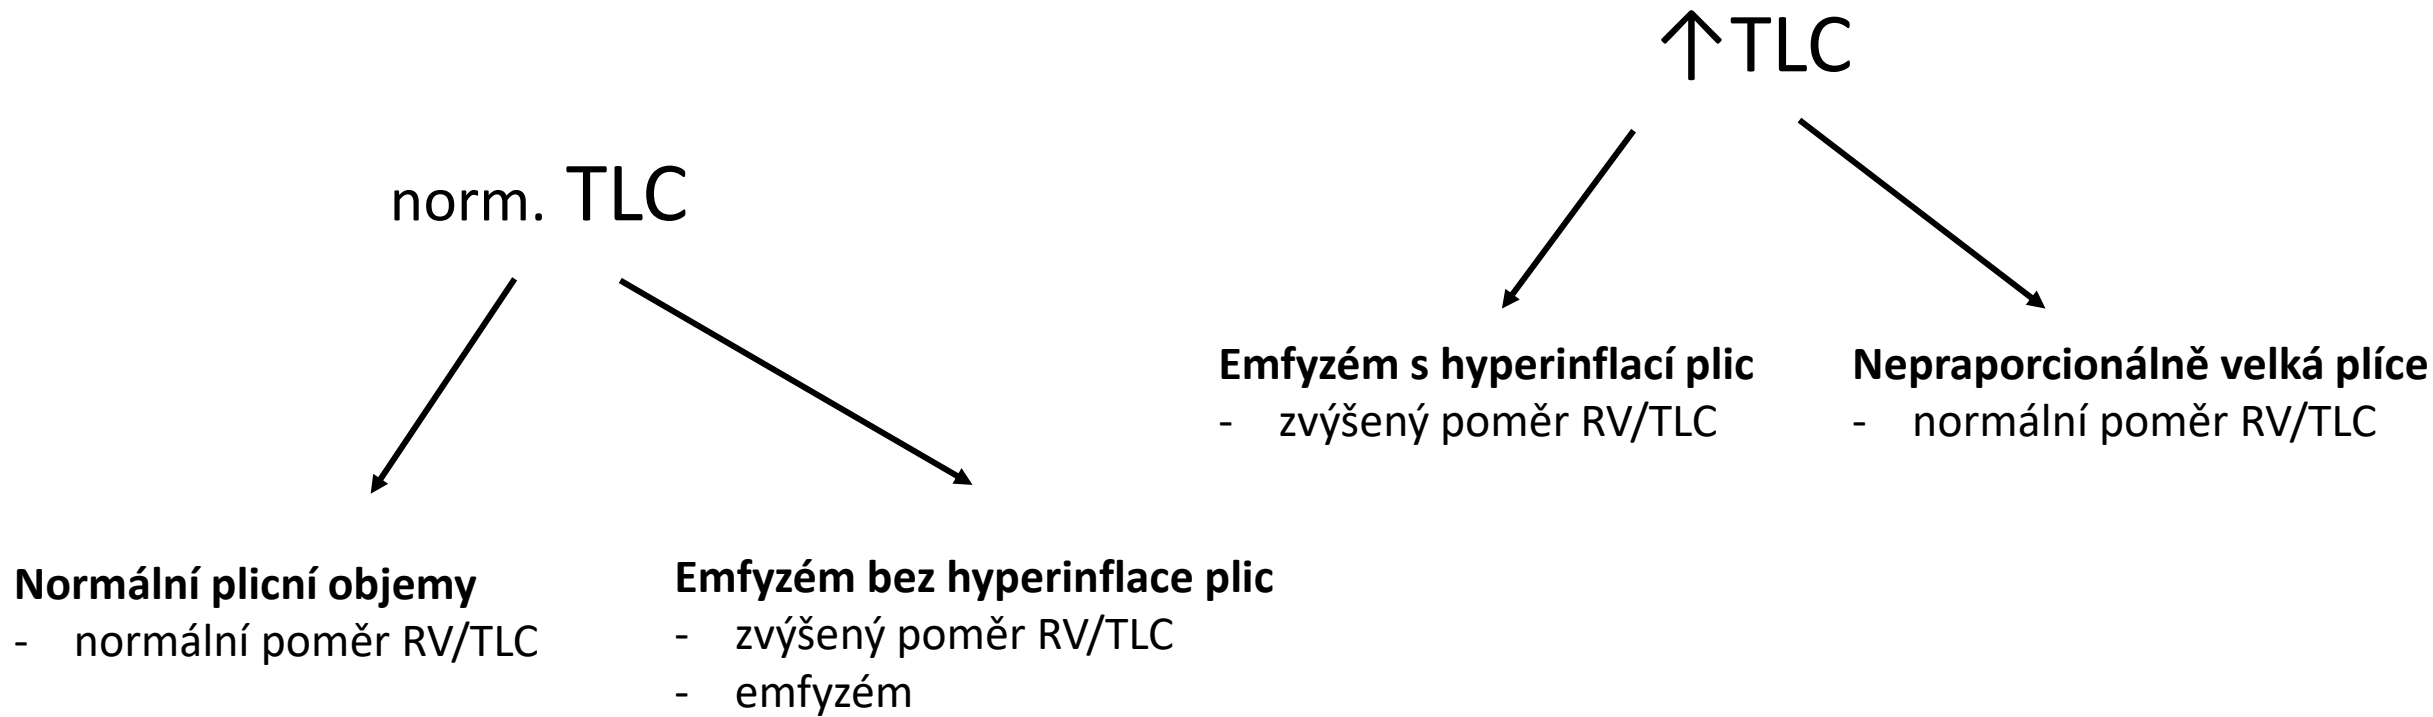 ↑TLC
norm. TLC
Emfyzém s hyperinflací plic
- zvýšený poměr RV/TLC
Nepraporcionálně velká plíce
- normální poměr RV/TLC
Normální plicní objemy
- normální poměr RV/TLC
Emfyzém bez hyperinflace plic
- zvýšený poměr RV/TLC
- emfyzém